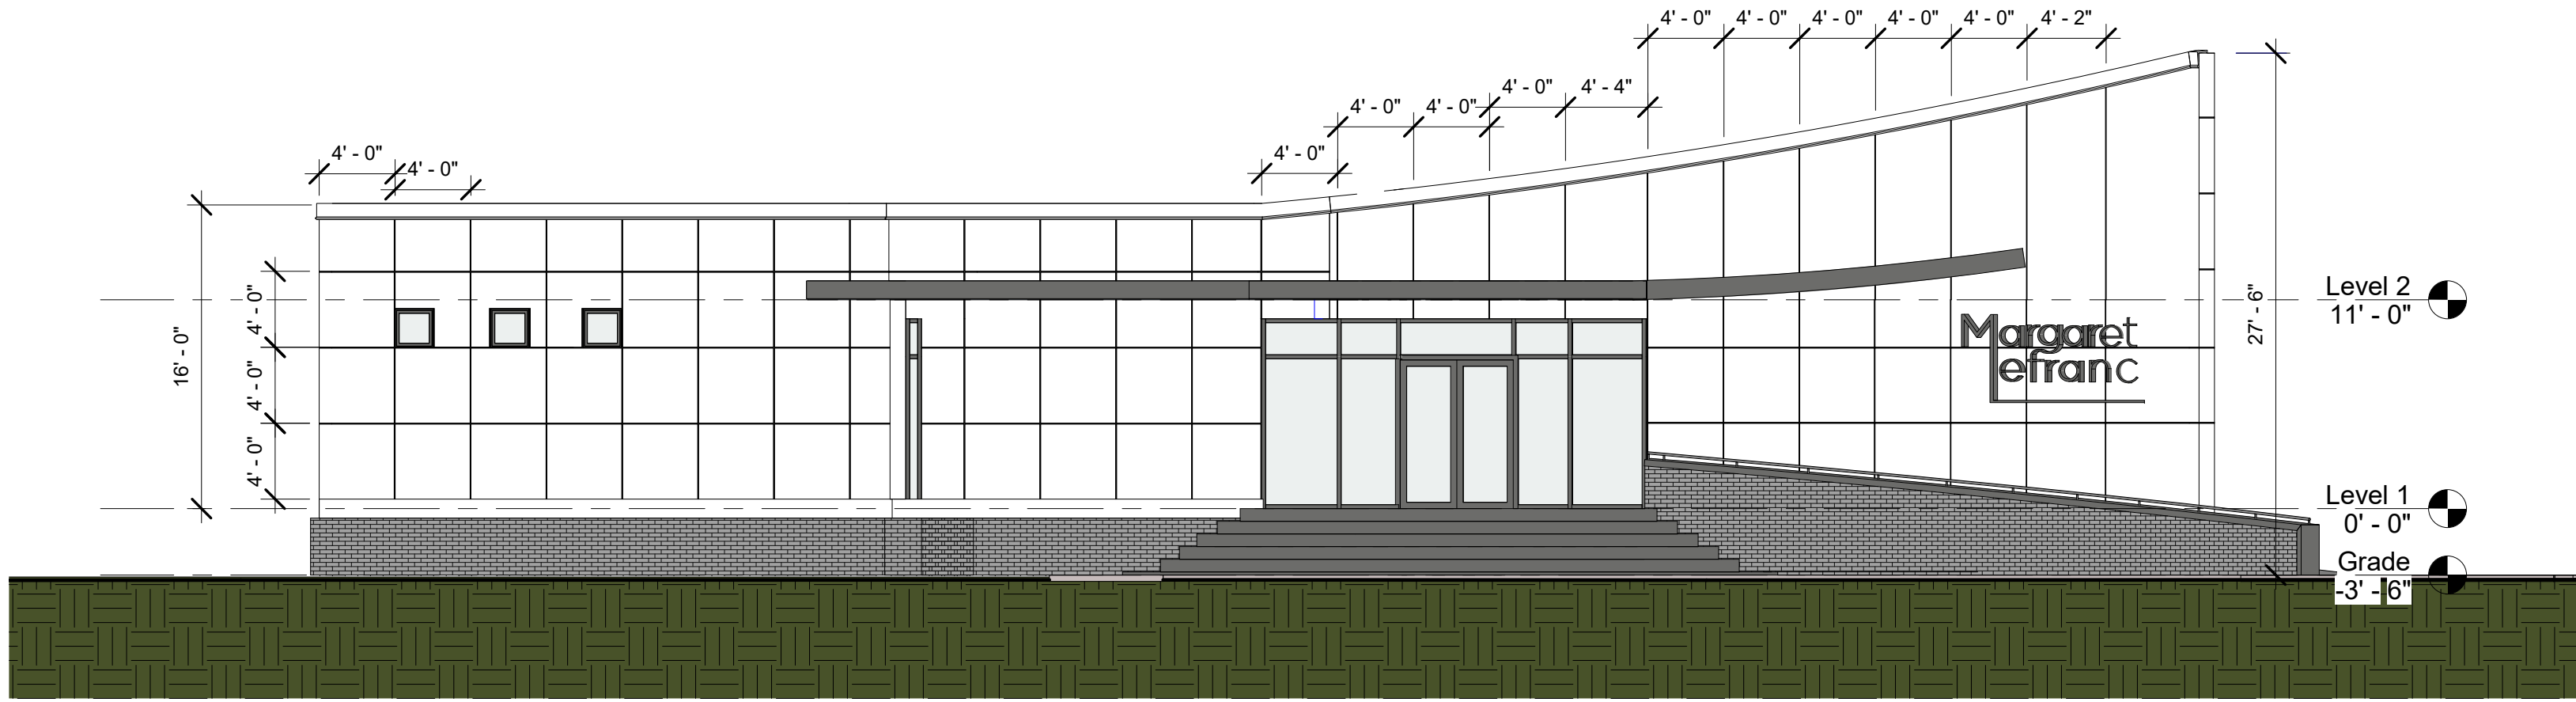 4' - 0" 4' - 0" 4' - 0" 4' - 0" 4' - 0" 4' - 2"
4' - 0" 4' - 4"
4' - 0" 4' - 0"
4' - 0" 4' - 0"
4' - 0"
16' - 0"
4' - 0"
4' - 0"
4' - 0"
27' - 6"
Margaret
Lefranc
Level 2
11' - 0"
Level 1
0' - 0"
Grade
-3' - 6"